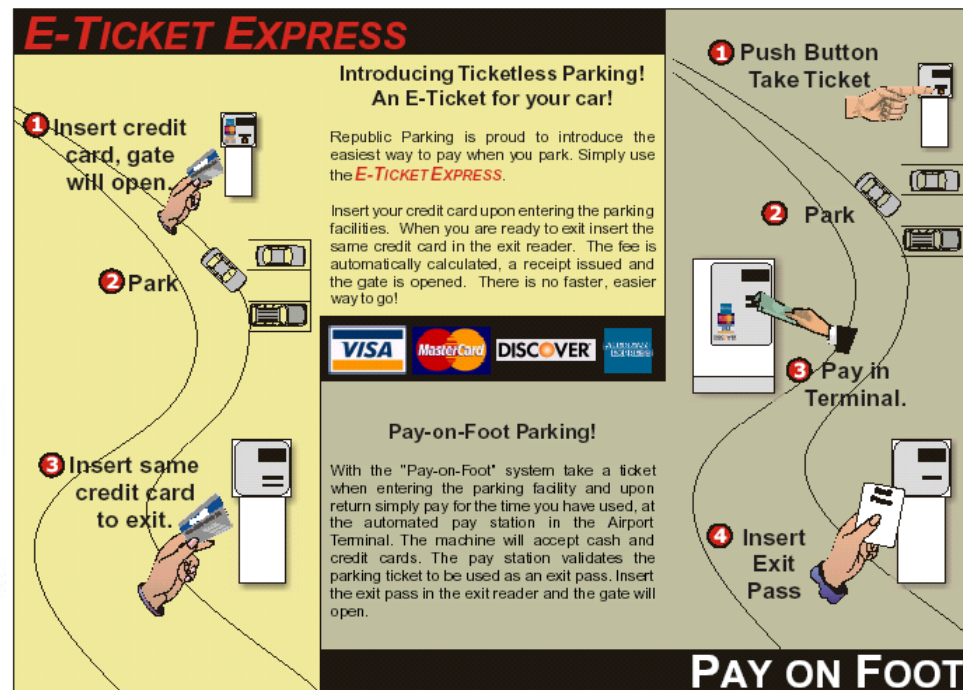 E-TICKET EXPRESS
1 Insert credit
card, gate
will open.
2 Park
3 Insert same
credit card
to exit.
Introducing Ticketless Parking!
An E-Ticket for your car!
Republic Parking is proud to introduce the
easiest way to pay when you park. Simply use
the E-TICKET EXPRESS.
Insert your credit card upon entering the parking
facilities. When you are ready to exit insert the
same credit card in the exit reader. The fee is
automatically calculated, a receipt issued and
the gate is opened. There is no faster, easier
way to go!
VISA MasterCard DISCOVER AMERICAN
EXPRESS
Pay-on-Foot Parking!
With the "Pay-on-Foot" system take a ticket
when entering the parking facility and upon
return simply pay for the time you have used, at
the automated pay station in the Airport
Terminal. The machine will accept cash and
credit cards. The pay station validates the
parking ticket to be used as an exit pass. Insert
the exit pass in the exit reader and the gate will
open.
1 Push Button
Take Ticket
2 Park
3 Pay in
Terminal.
4 Insert
Exit
Pass
PAY ON FOOT